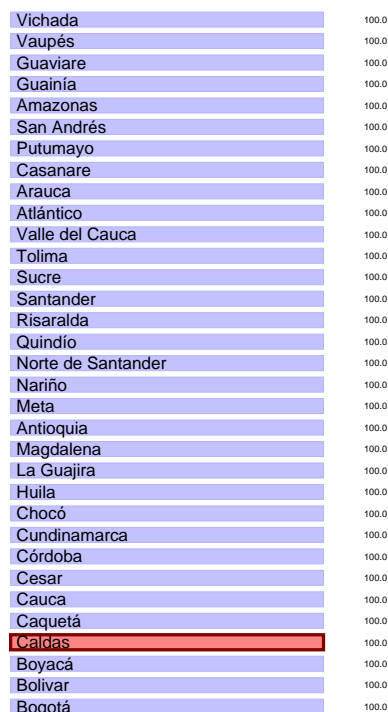 Vichada 100.0
Vaupés 100.0
Guaviare 100.0
Guainía 100.0
Amazonas 100.0
San Andrés 100.0
Putumayo 100.0
Casanare 100.0
Arauca 100.0
Atlántico 100.0
Valle del Cauca 100.0
Tolima 100.0
Sucre 100.0
Santander 100.0
Risaralda 100.0
Quindío 100.0
Norte de Santander 100.0
Nariño 100.0
Meta 100.0
Antioquia 100.0
Magdalena 100.0
La Guajira 100.0
Huila 100.0
Chocó 100.0
Cundinamarca 100.0
Córdoba 100.0
Cesar 100.0
Cauca 100.0
Caquetá 100.0
Caldas 100.0
Boyacá 100.0
Bolivar 100.0
Bogotá 100.0